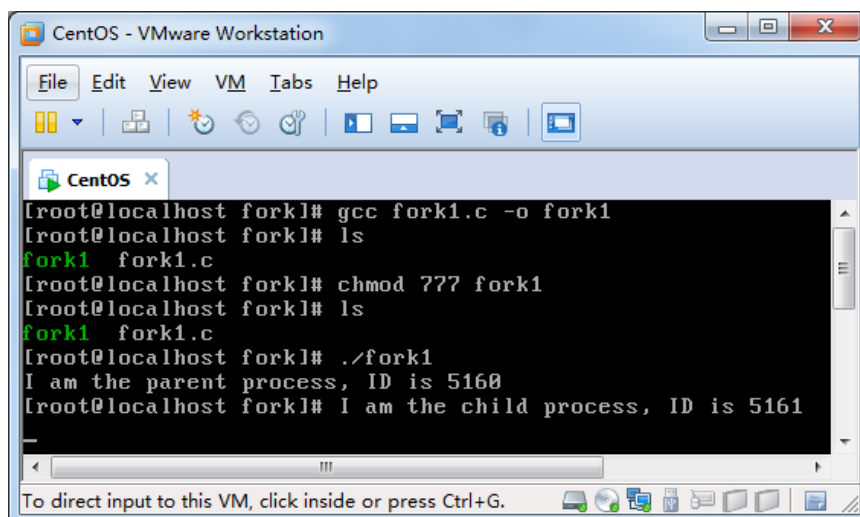 CentOS - VMware Workstation
File Edit View VM Tabs Help
CentOS
[root@localhost fork]# gcc fork1.c -o fork1
[root@localhost fork]# ls
fork1 fork1.c
[root@localhost fork]# chmod 777 fork1
[root@localhost fork]# ls
fork1 fork1.c
[root@localhost fork]# ./fork1
I am the parent process, ID is 5160
[root@localhost fork]# I am the child process, ID is 5161
To direct input to this VM, click inside or press Ctrl+G.